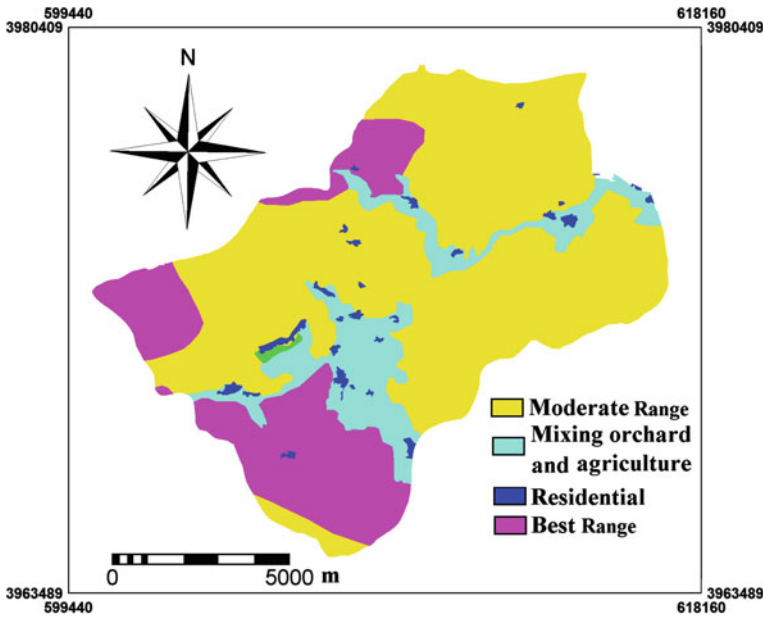 599440
618160
3980409
3980409
N
Moderate Range
Mixing orchard
and agriculture
Residential
Best Range
0 5000 m
3963489
3963489
599440
618160